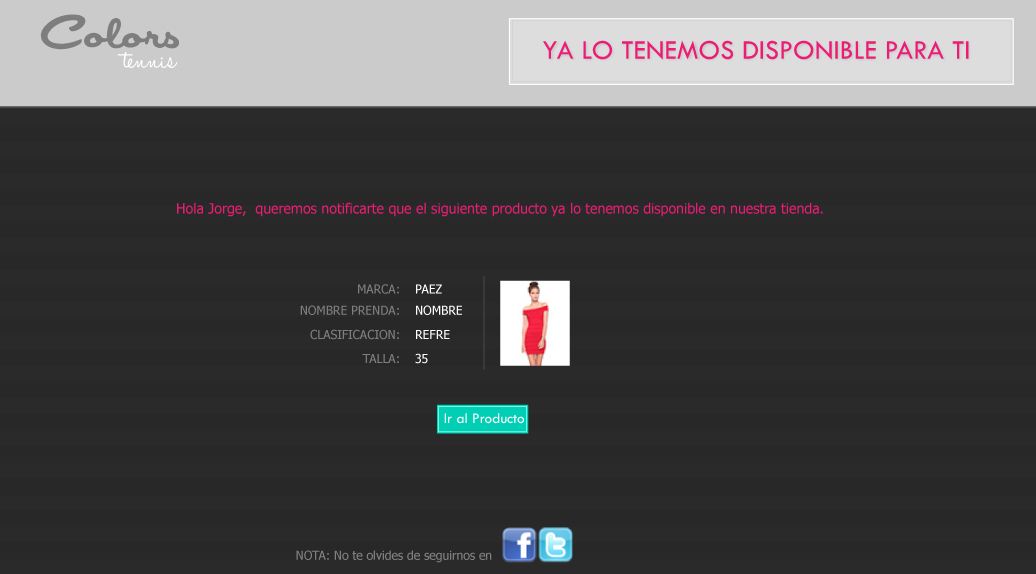 Colors
tennis
YA LO TENEMOS DISPONIBLE PARA TI
Hola Jorge, queremos notificarte que el siguiente producto ya lo tenemos disponible en nuestra tienda.
MARCA: PAEZ
NOMBRE PRENDA: NOMBRE
CLASIFICACION: REFRE
TALLA: 35
Ir al Producto
NOTA: No te olvides de seguirnos en